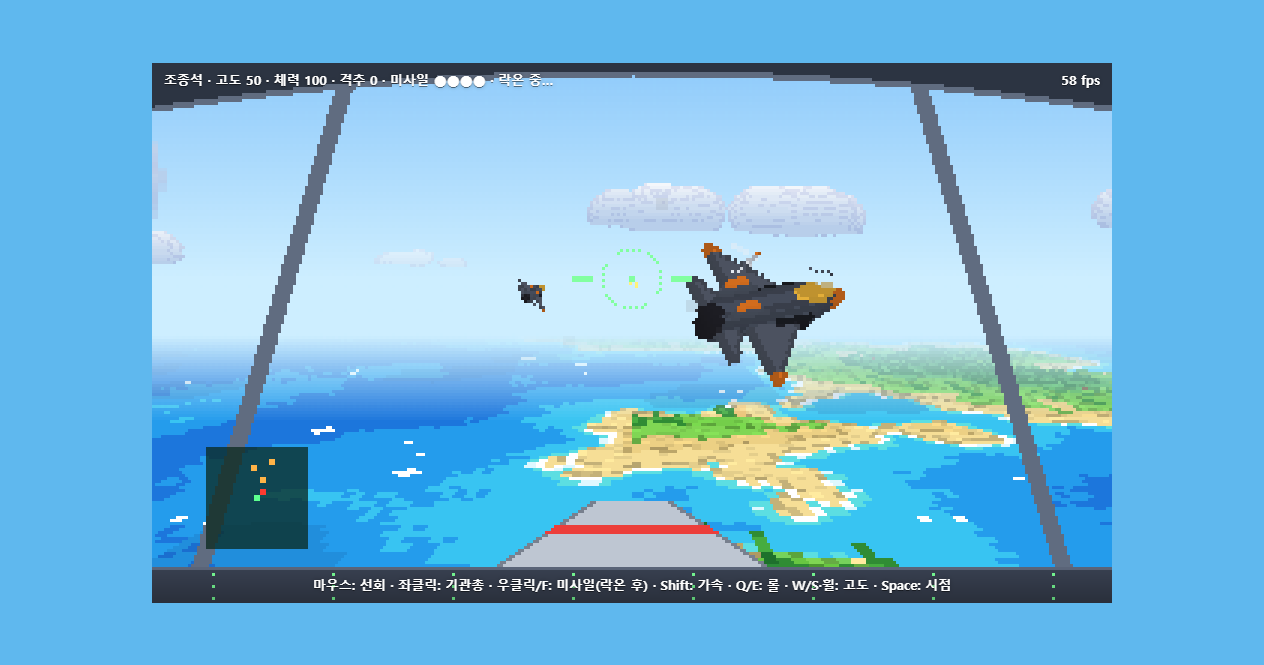 조종석 · 고도 50 · 체력 100 · 격추 0 · 미사일 ●●●● · 락온 중...
58 fps
마우스: 선회 · 좌클릭: 기관총 · 우클릭/F: 미사일(락온 후) · Shift: 가속 · Q/E: 롤 · W/S·휠: 고도 · Space: 시점